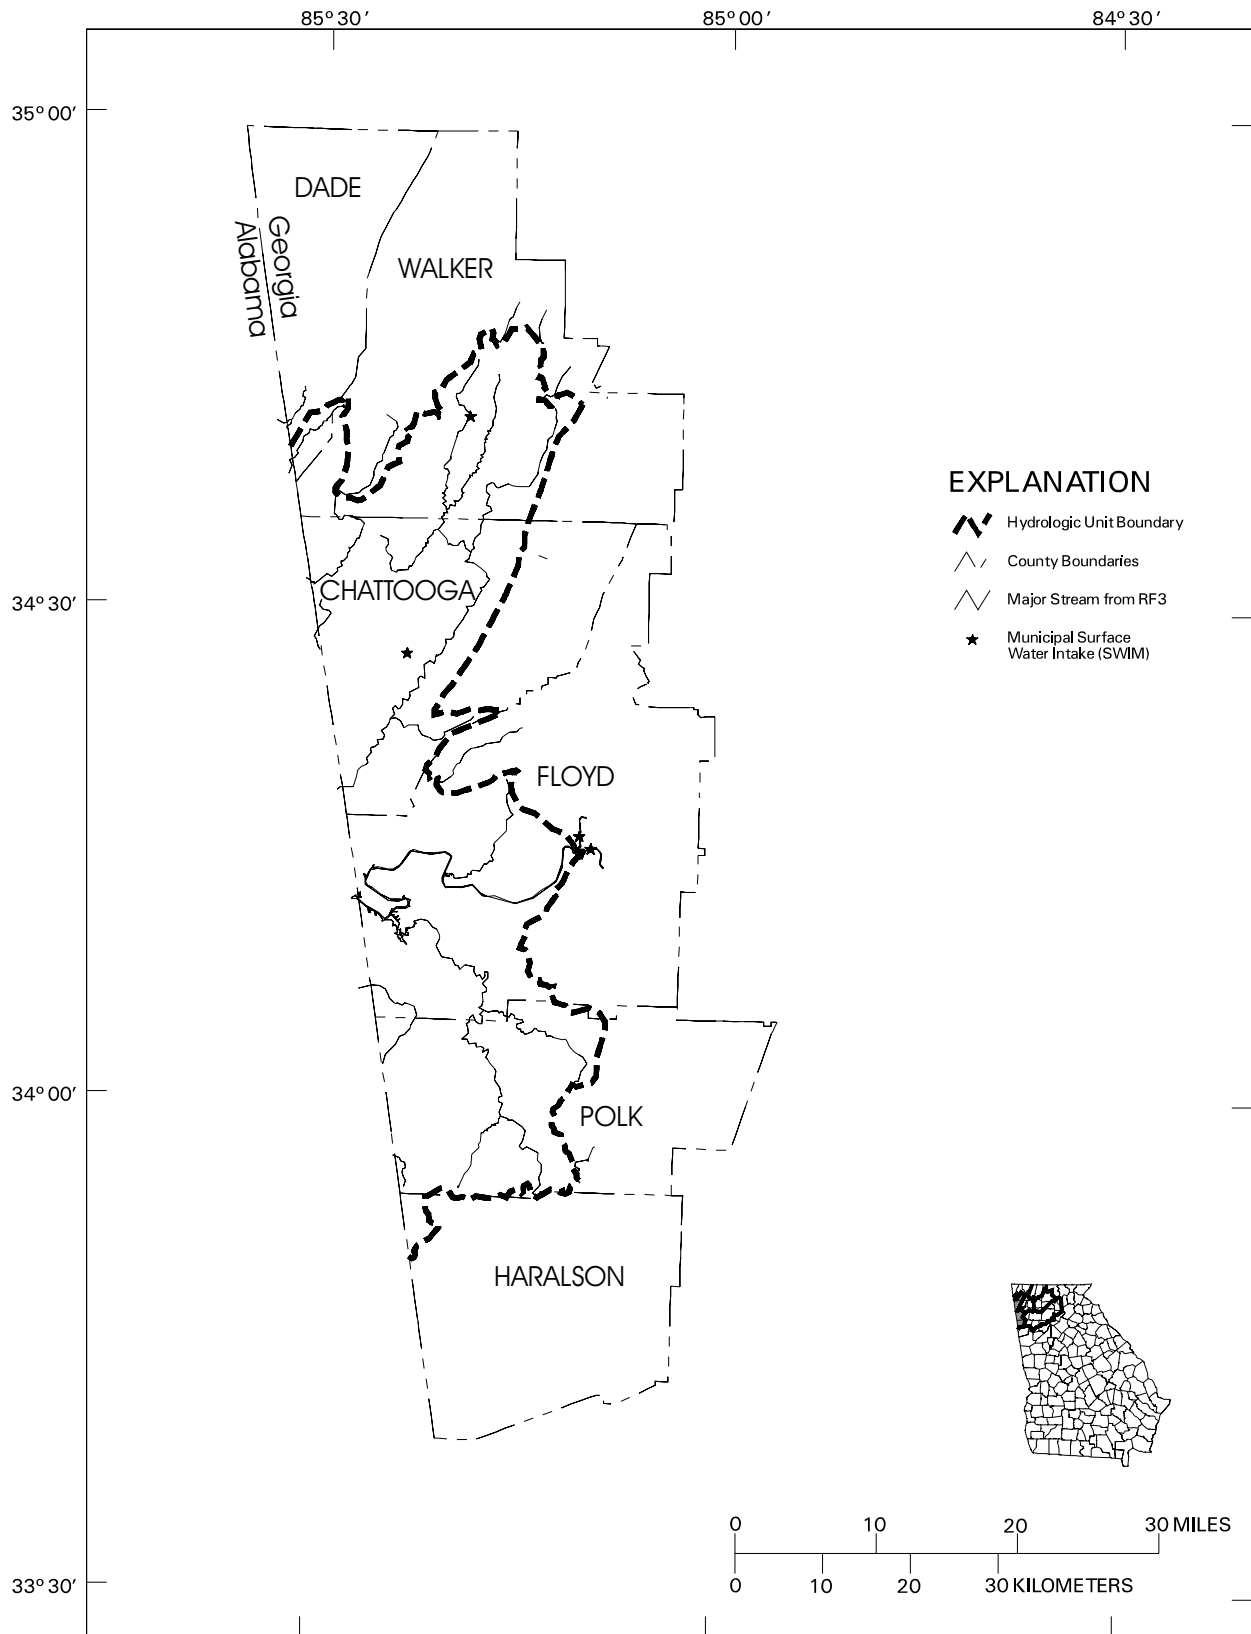 85° 30′
85° 00′
84° 30′
35° 00′
DADE
Georgia
Alabama
WALKER
EXPLANATION
Hydrologic Unit Boundary
County Boundaries
Major Stream from RF3
Municipal Surface
Water Intake (SWIM)
CHATTOOGA
34° 30′
FLOYD
34° 00′
POLK
HARALSON
0 10 20 30 MILES
0 10 20 30 KILOMETERS
33° 30′